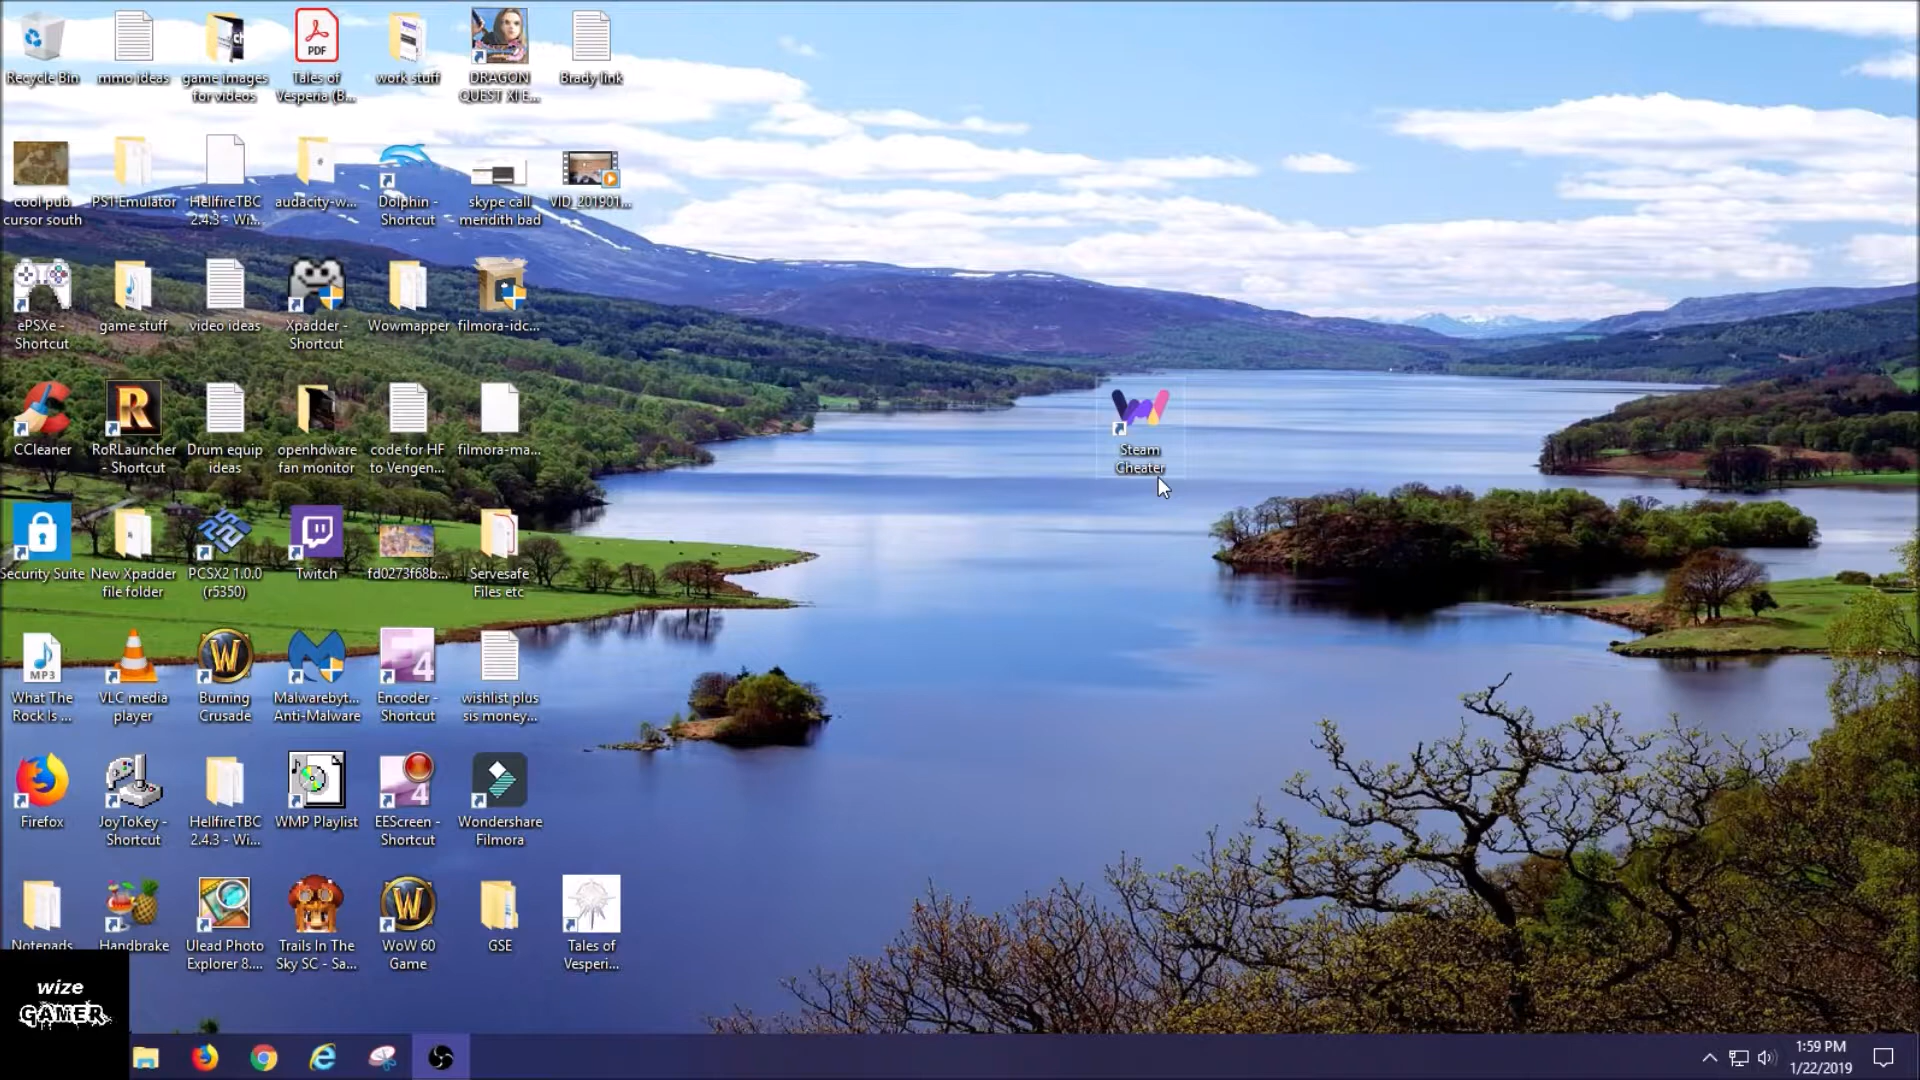 Recycle Bin
mmo ideas
game images
for videos
PDF
Tales of
Vesperia (B...
work stuff
DRAGON
QUEST XI E...
Brady link
cool pub
cursor south
PS1 Emulator
HellfireTBC
2.4.3 - Wi...
audacity-w...
Dolphin -
Shortcut
skype call
meridith bad
VID_201901...
ePSXe -
Shortcut
game stuff
video ideas
Xpadder -
Shortcut
Wowmapper
filmora-idc...
CCleaner
RoRLauncher
- Shortcut
Drum equip
ideas
openhdware
fan monitor
code for HF
to Vengen...
filmora-ma...
Steam
Cheater
Security Suite
New Xpadder
file folder
PCSX2 1.0.0
(r5350)
Twitch
fd0273f68b...
Servesafe
Files etc
MP3
What The
Rock Is ...
VLC media
player
Burning
Crusade
Malwarebyt...
Anti-Malware
4
Encoder -
Shortcut
wishlist plus
sis money...
Firefox
JoyToKey -
Shortcut
HellfireTBC
2.4.3 - Wi...
WMP Playlist
4
EEScreen -
Shortcut
Wondershare
Filmora
Notepads
Handbrake
Ulead Photo
Explorer 8....
Trails In The
Sky SC - Sa...
WoW 60
Game
GSE
Tales of
Vesperi...
wize
GAMER
1:59 PM
1/22/2019